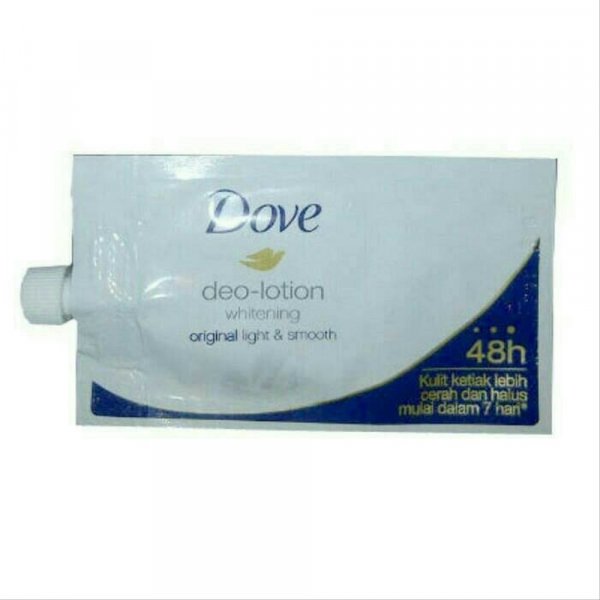 Dove
deo-lotion
whitening
original light & smooth
48h
Kulit ketiak lebih
cerah dan halus
mulai dalam 7 hari*